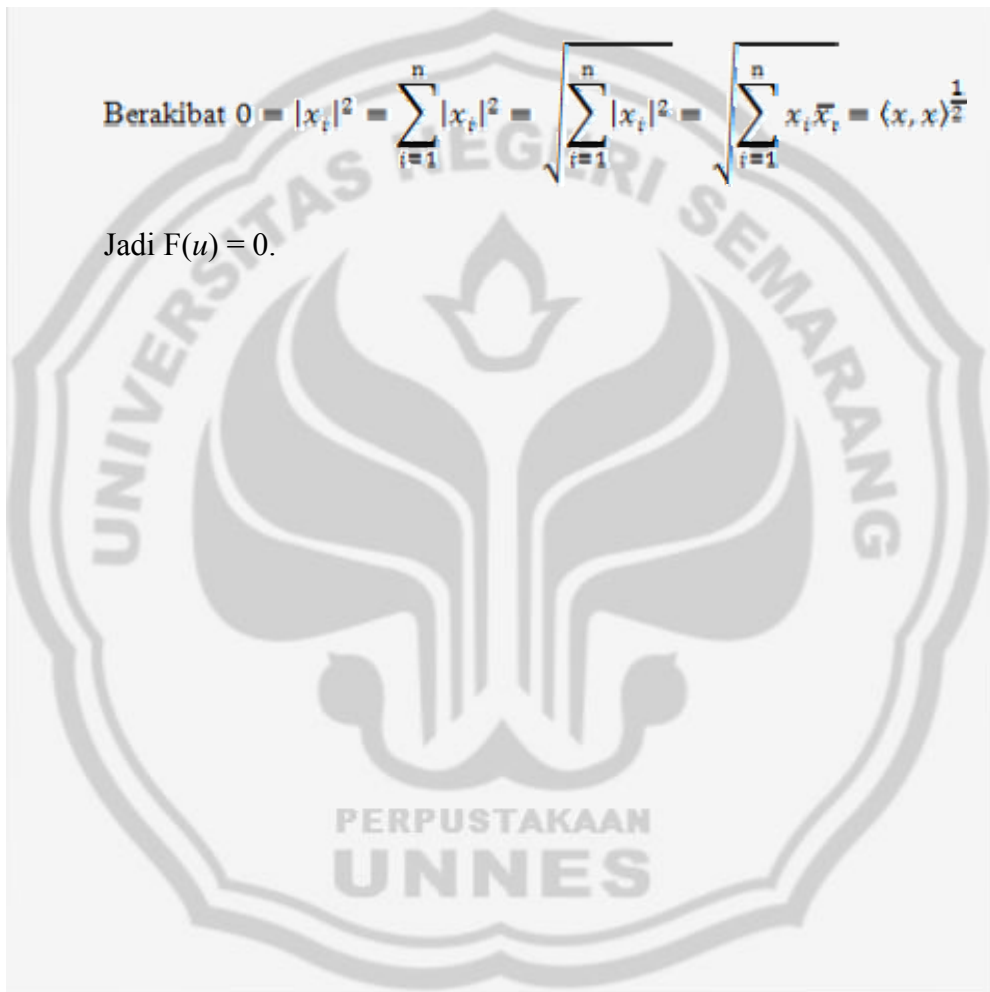 Berakibat 0 = |x_i|² = ∑_{i=1}^{n} |x_i|² = √(∑_{i=1}^{n} |x_i|²) = √(∑_{i=1}^{n} x_i x̅_i) = ⟨x, x⟩^{1/2}
Jadi F(u) = 0.
UNIVERSITAS NEGERI SEMARANG
PERPUSTAKAAN
UNNES